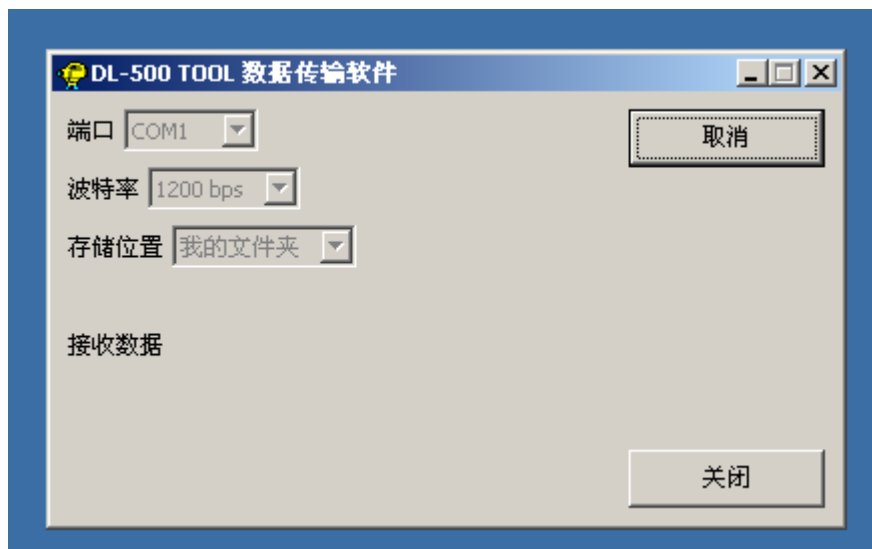 DL-500 TOOL 数据传输软件
端口 COM1
取消
波特率 1200 bps
存储位置 我的文件夹
接收数据
关闭